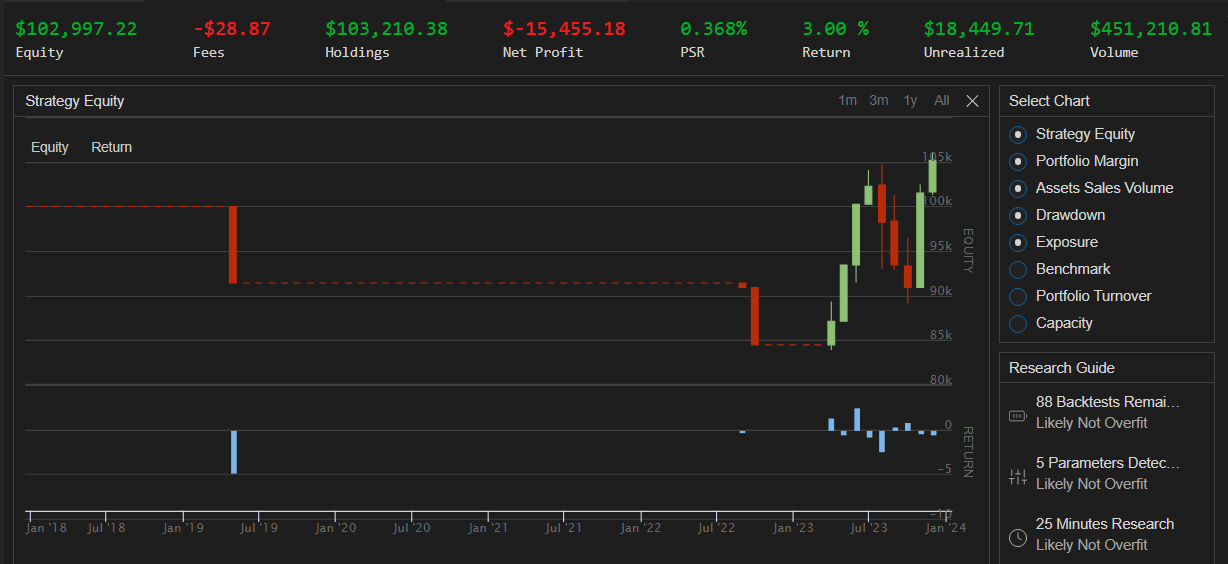 $102,997.22 -$28.87 $103,210.38 $-15,455.18 0.368% 3.00 % $18,449.71 $451,210.81
Equity Fees Holdings Net Profit PSR Return Unrealized Volume
Strategy Equity 1m 3m 1y All
Equity Return
105k
100k
95k
90k
85k
80k
EQUITY
0
-5
-10
RETURN
Jan '18 Jul '18 Jan '19 Jul '19 Jan '20 Jul '20 Jan '21 Jul '21 Jan '22 Jul '22 Jan '23 Jul '23 Jan '24
Select Chart
Strategy Equity
Portfolio Margin
Assets Sales Volume
Drawdown
Exposure
Benchmark
Portfolio Turnover
Capacity
Research Guide
88 Backtests Remai...
Likely Not Overfit
5 Parameters Detec...
Likely Not Overfit
25 Minutes Research
Likely Not Overfit